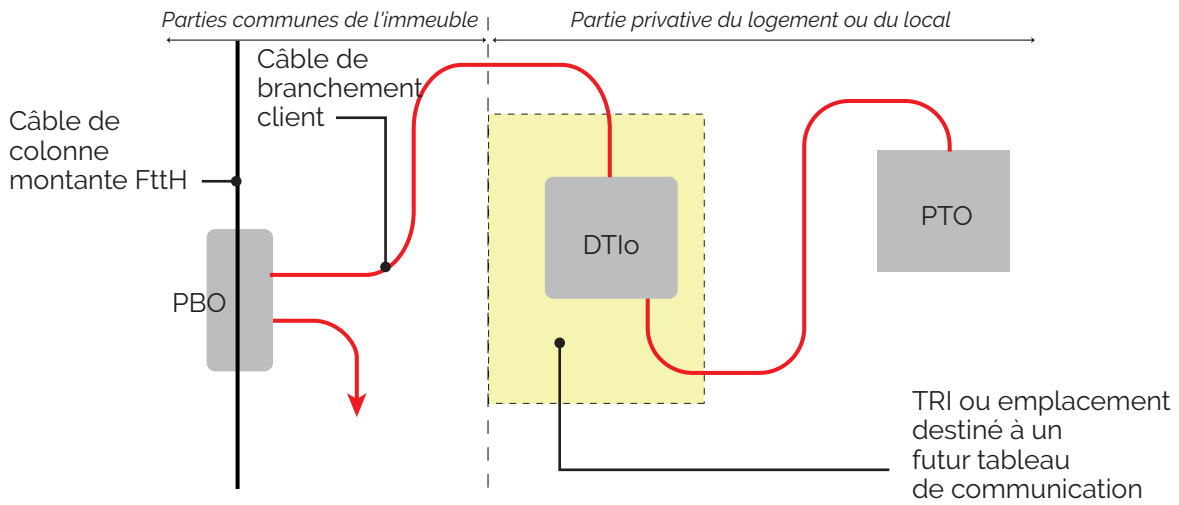 Parties communes de l'immeuble
Partie privative du logement ou du local
Câble de
branchement
client
Câble de
colonne
montante FttH
PBO
DTIo
PTO
TRI ou emplacement
destiné à un
futur tableau
de communication